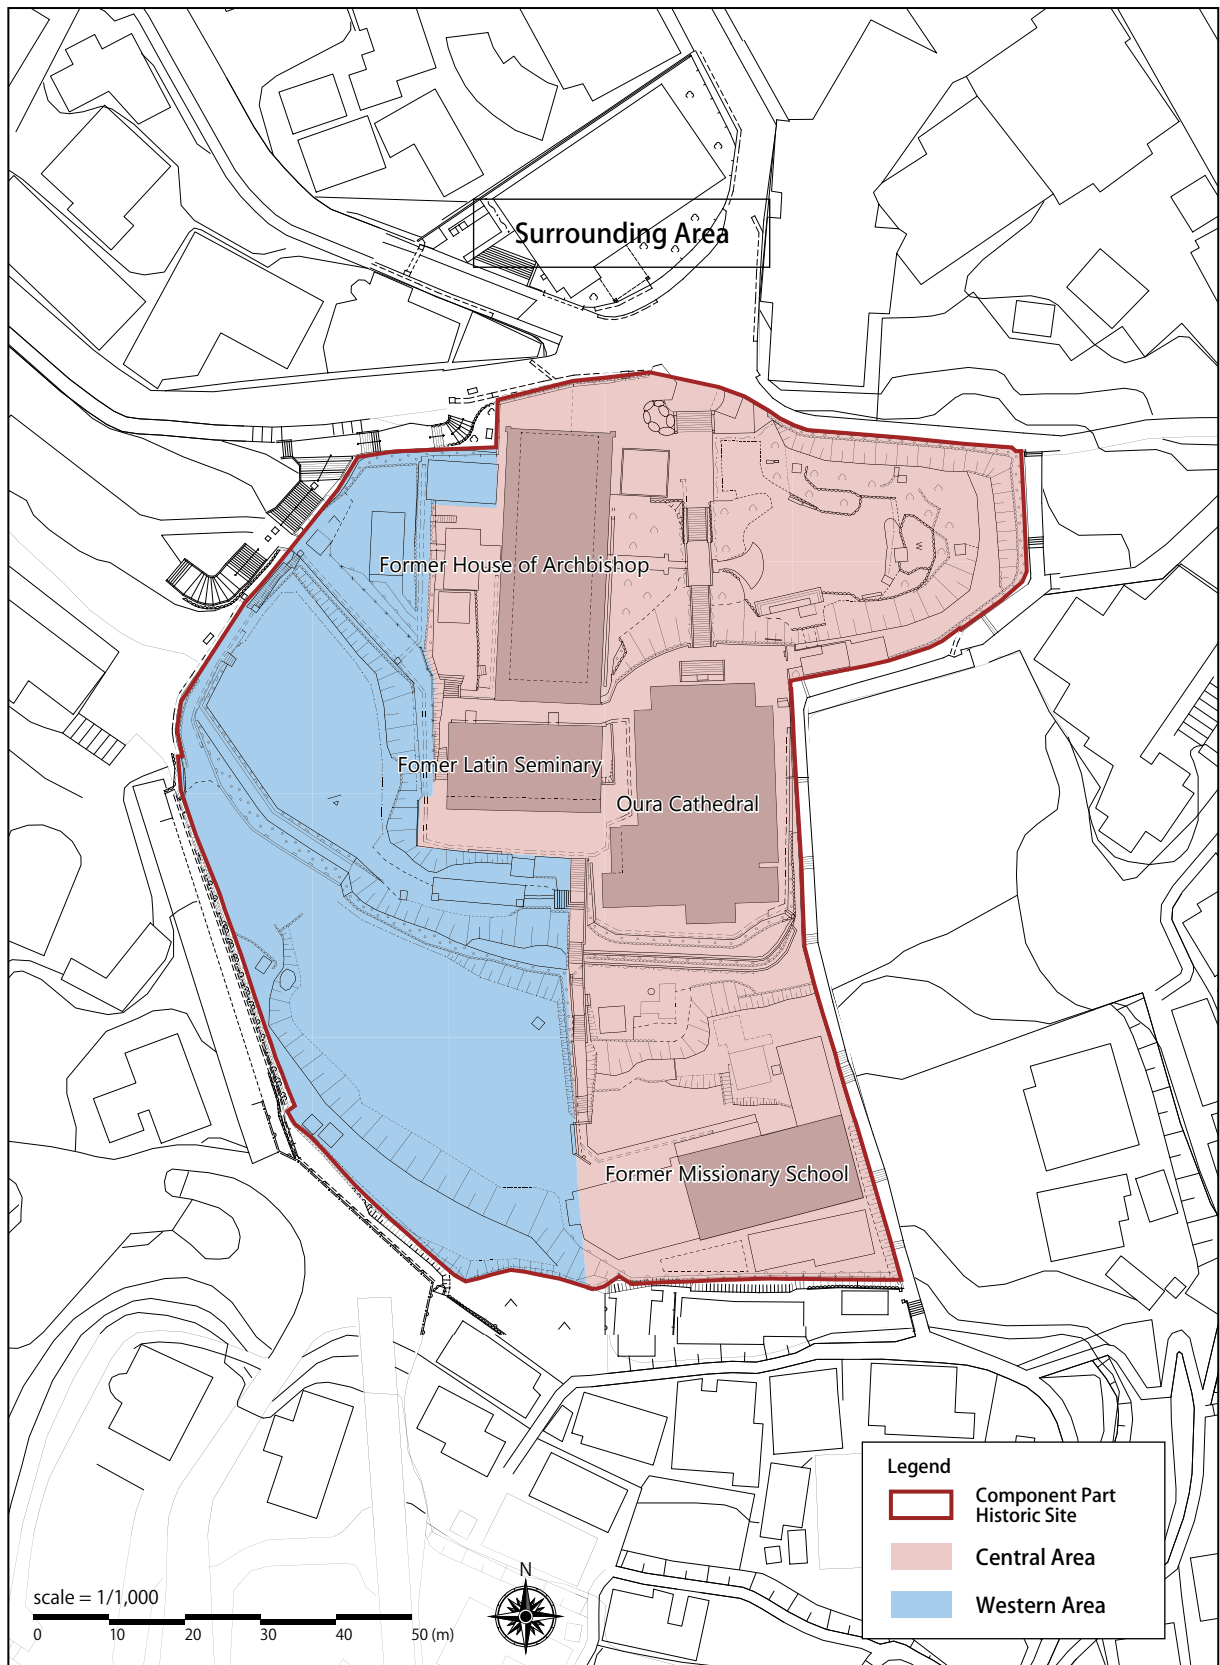 Surrounding Area
Former House of Archbishop
Fomer Latin Seminary
Oura Cathedral
W
Former Missionary School
Legend
Component Part
Historic Site
Central Area
Western Area
scale = 1/1,000
0 10 20 30 40 50 (m)
N